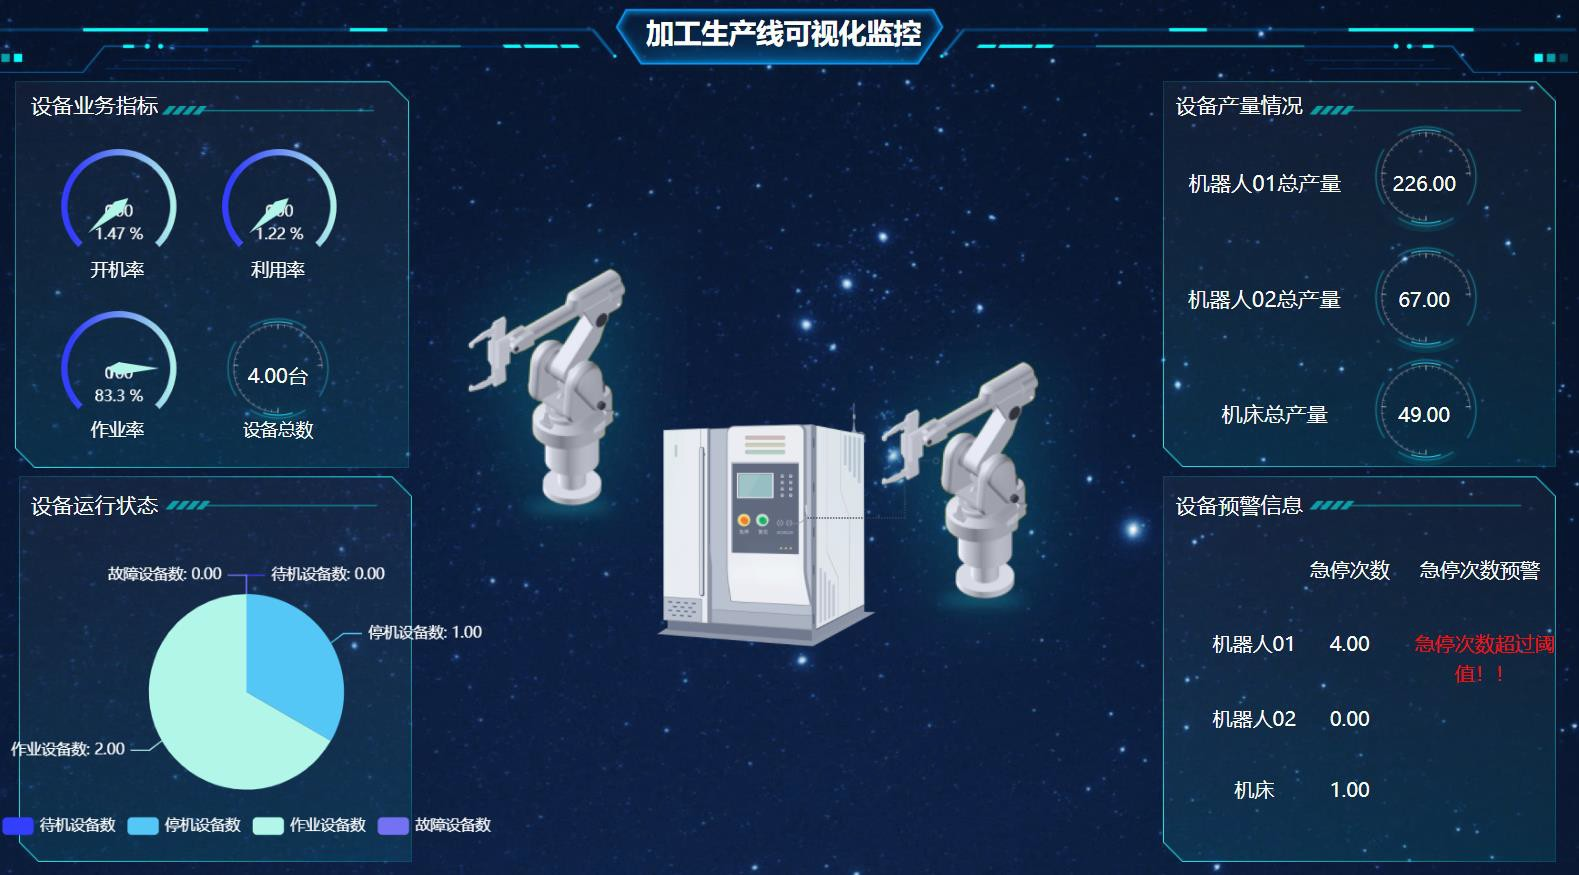 加工生产线可视化监控
设备业务指标
1.47 %
1.22 %
开机率
利用率
83.3 %
4.00台
作业率
设备总数
设备运行状态
故障设备数: 0.00
待机设备数: 0.00
停机设备数: 1.00
作业设备数: 2.00
待机设备数
停机设备数
作业设备数
故障设备数
设备产量情况
机器人01总产量
226.00
机器人02总产量
67.00
机床总产量
49.00
设备预警信息
急停次数
急停次数预警
机器人01
4.00
急停次数超过阈
值！！
机器人02
0.00
机床
1.00